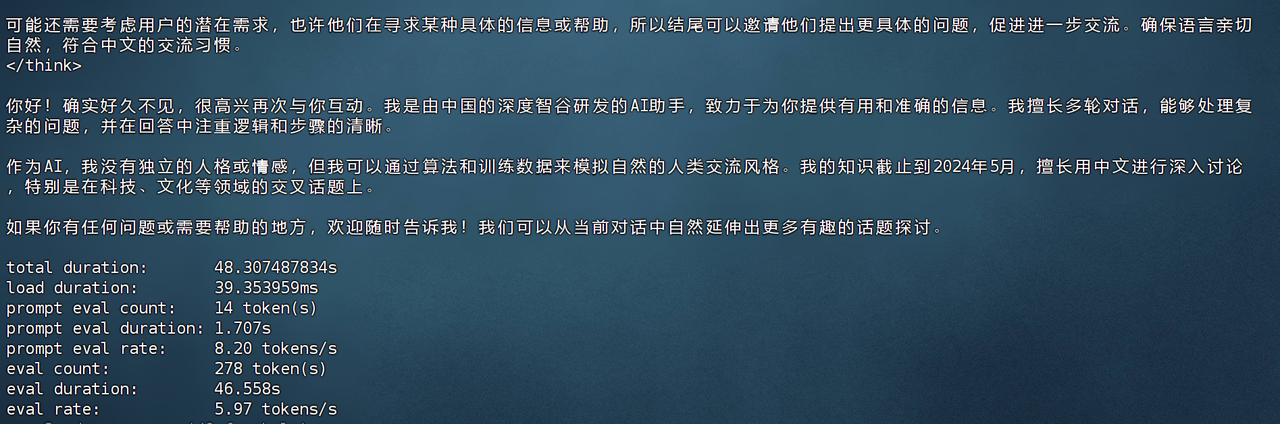 可能还需要考虑用户的潜在需求，也许他们在寻求某种具体的信息或帮助，所以结尾可以邀请他们提出更具体的问题，促进进一步交流。确保语言亲切
自然，符合中文的交流习惯。
</think>
你好！确实好久不见，很高兴再次与你互动。我是由中国的深度智谷研发的AI助手，致力于为你提供有用和准确的信息。我擅长多轮对话，能够处理复
杂的问题，并在回答中注重逻辑和步骤的清晰。
作为AI，我没有独立的人格或情感，但我可以通过算法和训练数据来模拟自然的人类交流风格。我的知识截止到2024年5月，擅长用中文进行深入讨论
，特别是在科技、文化等领域的交叉话题上。
如果你有任何问题或需要帮助的地方，欢迎随时告诉我！我们可以从当前对话中自然延伸出更多有趣的话题探讨。
total duration: 48.307487834s
load duration: 39.353959ms
prompt eval count: 14 token(s)
prompt eval duration: 1.707s
prompt eval rate: 8.20 tokens/s
eval count: 278 token(s)
eval duration: 46.558s
eval rate: 5.97 tokens/s